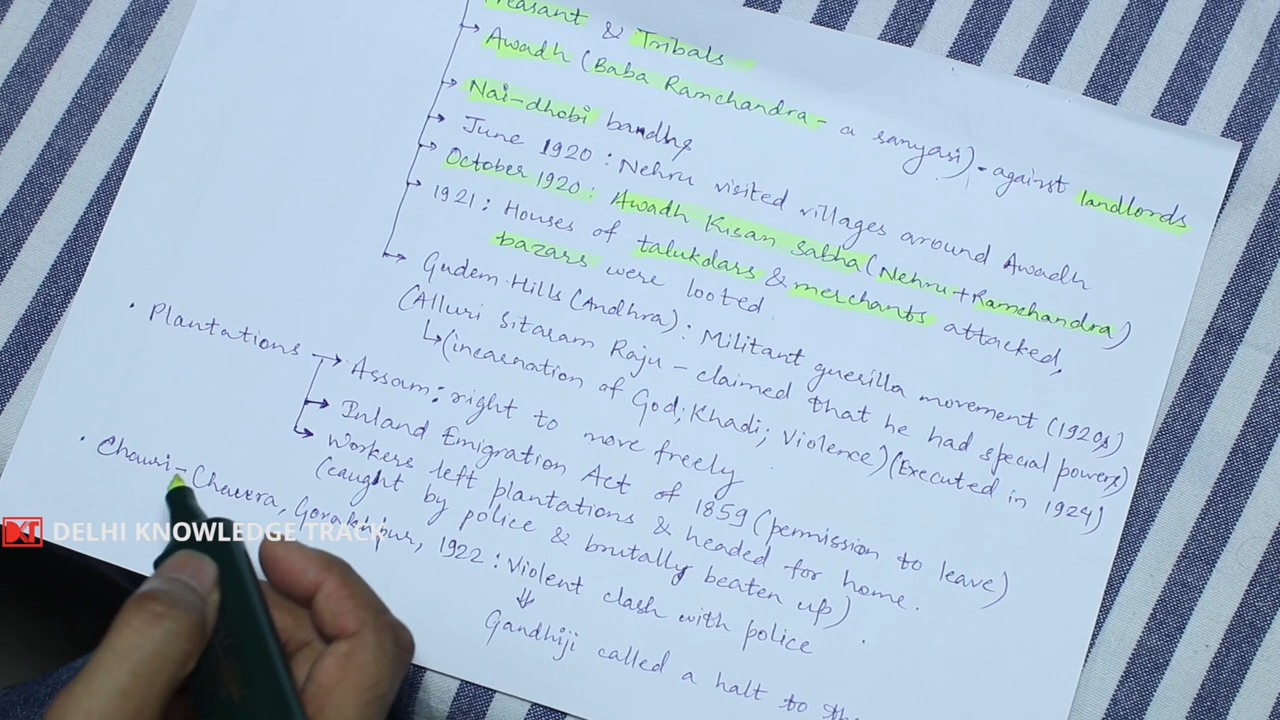 Peasant & Tribals
Awadh (Baba Ramchandra - a sanyasi) - against landlords
Nai-dhobi bandhs
June 1920 : Nehru visited villages around Awadh
October 1920 : Awadh Kisan Sabha (Nehru + Ramchandra)
1921 : Houses of talukdars & merchants attacked,
bazars were looted.
Gudem Hills (Andhra) : Militant guerilla movement (1920s)
(Alluri Sitaram Raju - claimed that he had special powers)
(incarnation of God; Khadi; Violence) (Executed in 1924)
Plantations
Assam : right to move freely
Inland Emigration Act of 1859 (permission to leave)
Workers left plantations & headed for home.
(caught by police & brutally beaten up)
Chauri-Chaura, Gorakhpur, 1922 : Violent clash with police
Gandhiji called a halt to the
DELHI KNOWLEDGE TRACK